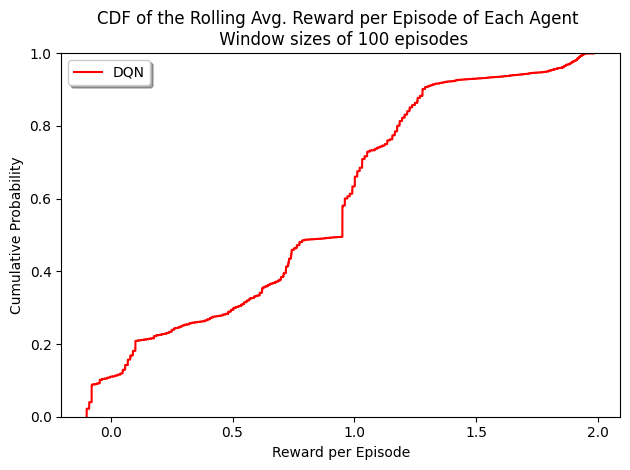 CDF of the Rolling Avg. Reward per Episode of Each Agent
Window sizes of 100 episodes
DQN
1.0
0.8
0.6
0.4
0.2
0.0
Cumulative Probability
0.0 0.5 1.0 1.5 2.0
Reward per Episode